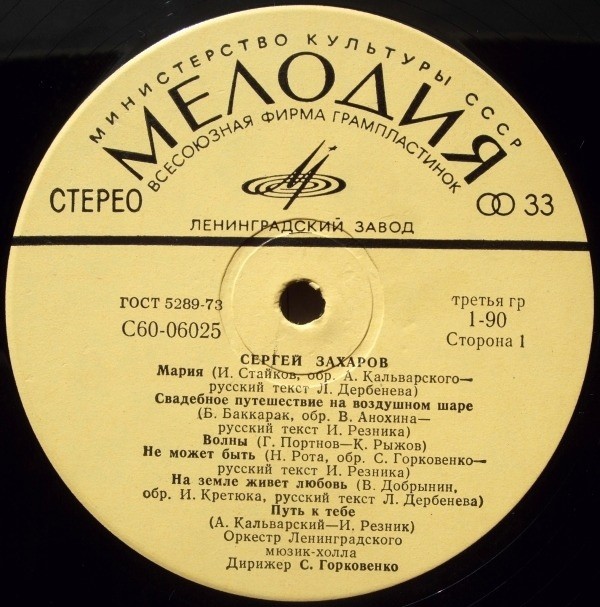 МИНИСТЕРСТВО КУЛЬТУРЫ СССР
МЕЛОДИЯ
ВСЕСОЮЗНАЯ ФИРМА ГРАМПЛАСТИНОК
СТЕРЕО
33
ЛЕНИНГРАДСКИЙ ЗАВОД
ГОСТ 5289-73
С60-06025
третья гр
1-90
Сторона 1
СЕРГЕЙ ЗАХАРОВ
Мария (И. Стайков, обр. А. Кальварского—
русский текст Л. Дербенева)
Свадебное путешествие на воздушном шаре
(Б. Баккарак, обр. В. Анохина—
русский текст И. Резника)
Волны (Г. Портнов—К. Рыжов)
Не может быть (Н. Рота, обр. С. Горковенко—
русский текст И. Резника)
На земле живет любовь (В. Добрынин,
обр. И. Кретюка, русский текст Л. Дербенева)
Путь к тебе
(А. Кальварский—И. Резник)
Оркестр Ленинградского
мюзик-холла
Дирижер С. Горковенко